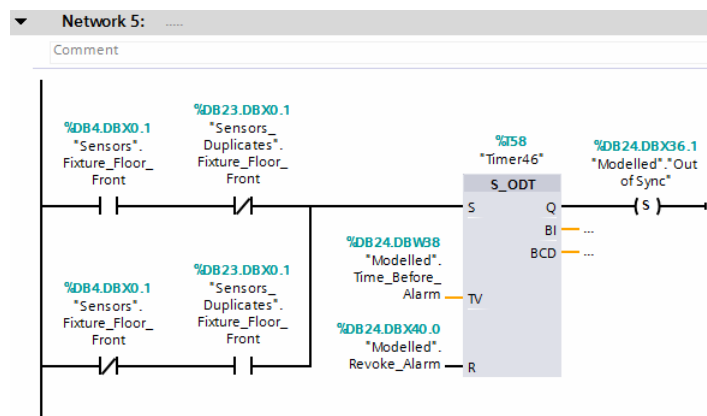 Network 5: .....
Comment
%DB4.DBX0.1
"Sensors".
Fixture_Floor_
Front
%DB23.DBX0.1
"Sensors_
Duplicates".
Fixture_Floor_
Front
%T58
"Timer46"
S_ODT
S
Q
BI
...
BCD
...
TV
R
%DB24.DBX36.1
"Modelled"."Out
of Sync"
S
%DB24.DBW38
"Modelled".
Time_Before_
Alarm
%DB24.DBX40.0
"Modelled".
Revoke_Alarm
%DB4.DBX0.1
"Sensors".
Fixture_Floor_
Front
%DB23.DBX0.1
"Sensors_
Duplicates".
Fixture_Floor_
Front